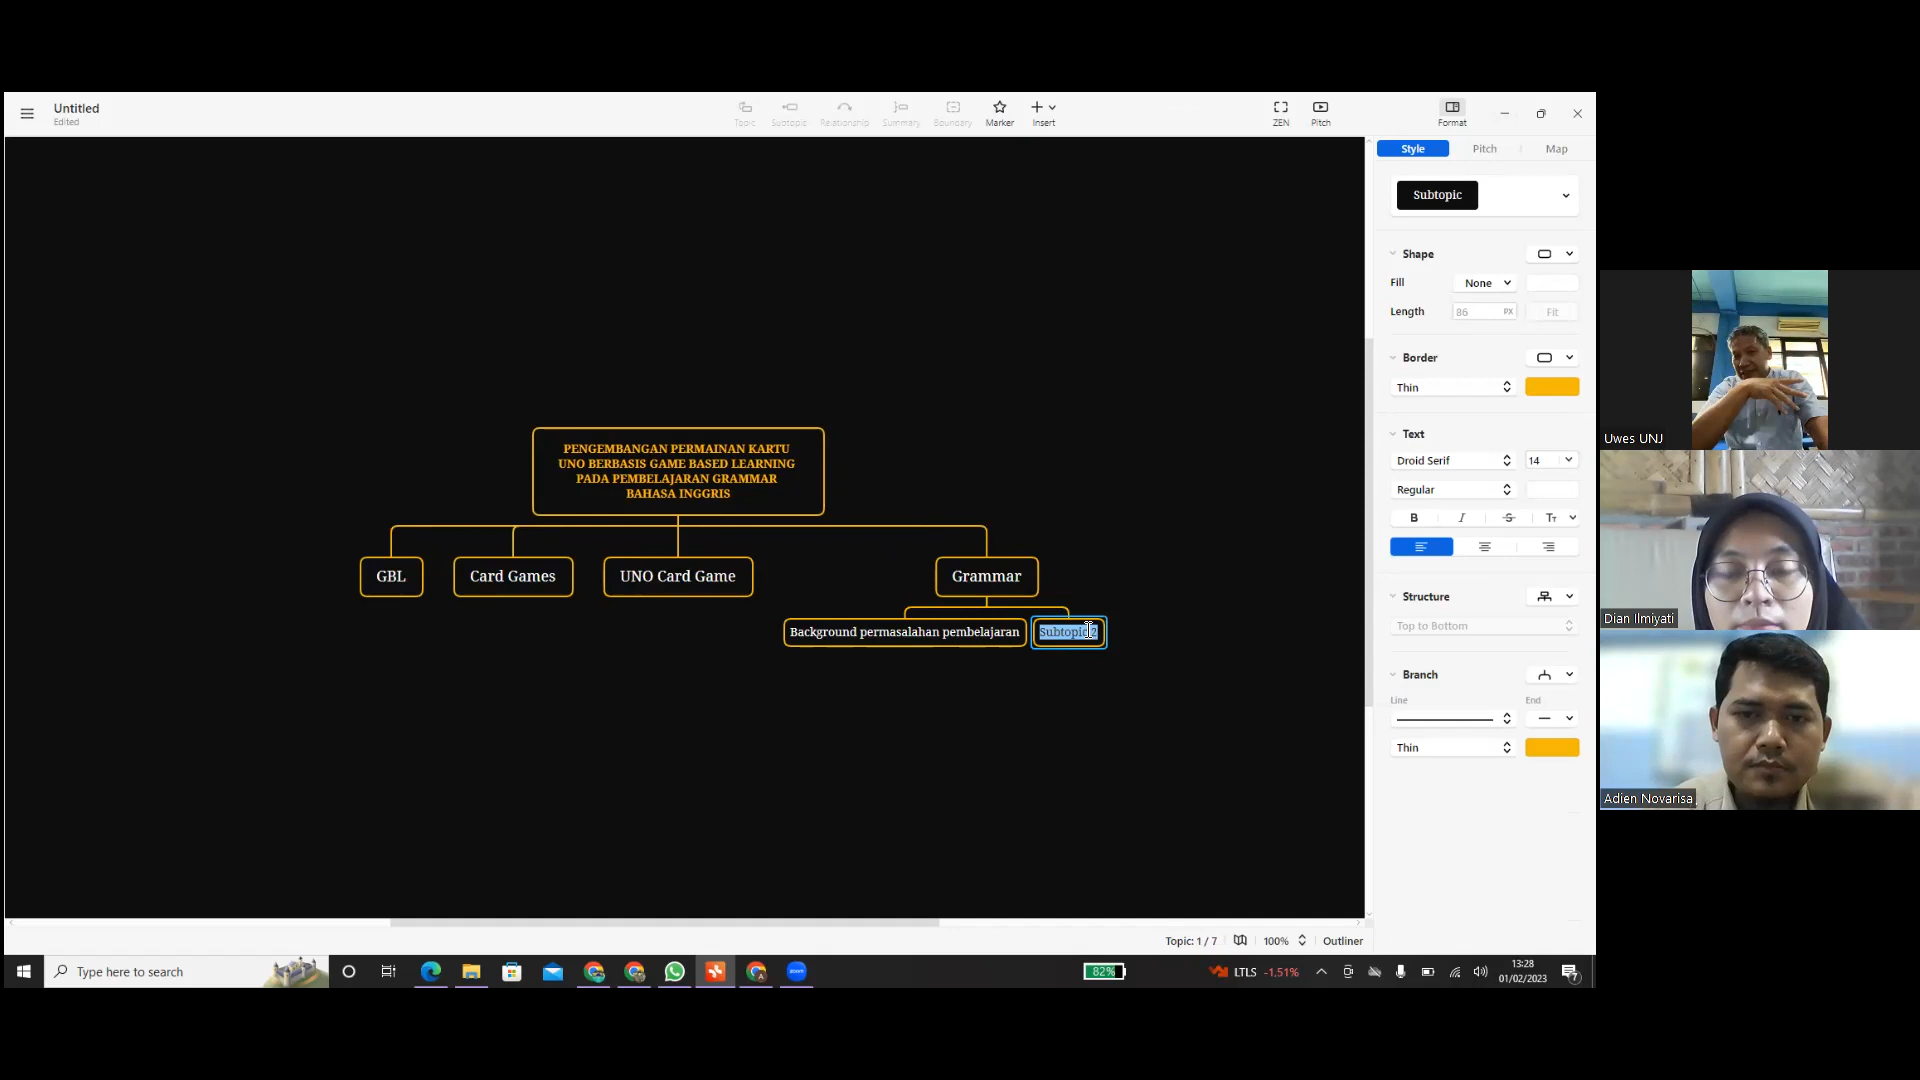 Untitled
Edited
Topic
Subtopic
Relationship
Summary
Boundary
Marker
Insert
ZEN
Pitch
Format
Style
Pitch
Map
Subtopic
Shape
Fill
None
Length
86
PX
Fit
Border
Thin
Text
Droid Serif
14
Regular
B
I
S
Tт
Structure
Top to Bottom
Branch
Line
End
Thin
PENGEMBANGAN PERMAINAN KARTU
UNO BERBASIS GAME BASED LEARNING
PADA PEMBELAJARAN GRAMMAR
BAHASA INGGRIS
GBL
Card Games
UNO Card Game
Grammar
Background permasalahan pembelajaran
Subtopic 2
Uwes UNJ
Dian Ilmiyati
Adien Novarisa
Topic: 1 / 7
100%
Outliner
Type here to search
zoom
82%
LTLS
-1,51%
13:28
01/02/2023
7